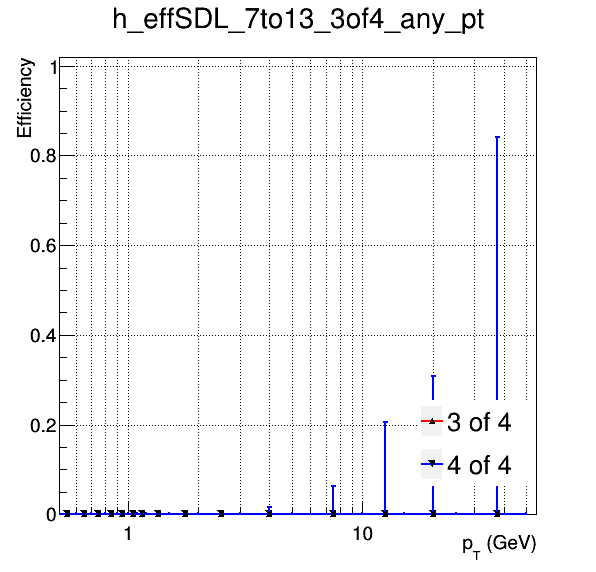 h_effSDL_7to13_3of4_any_pt
Efficiency
1
0.8
0.6
0.4
0.2
0
3 of 4
4 of 4
1
10
p_T (GeV)